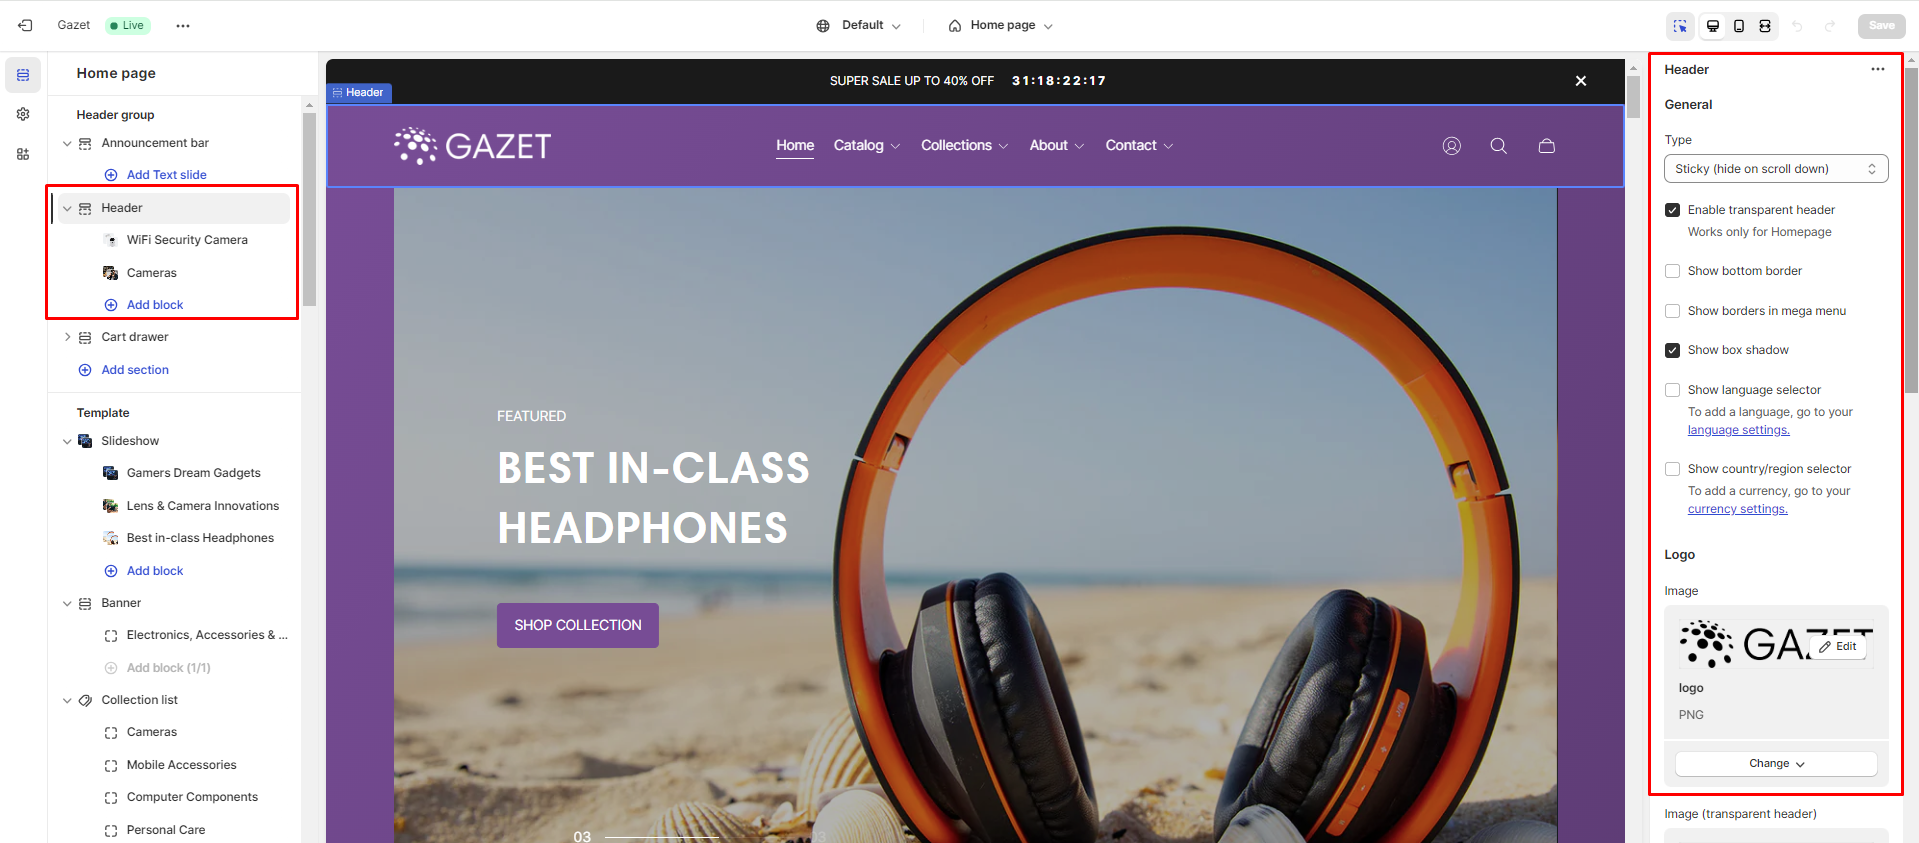 Gazet
Live
Default
Home page
Save
Home page
Header group
Announcement bar
Add Text slide
Header
WiFi Security Camera
Cameras
Add block
Cart drawer
Add section
Template
Slideshow
Gamers Dream Gadgets
Lens & Camera Innovations
Best in-class Headphones
Add block
Banner
Electronics, Accessories & ...
Add block (1/1)
Collection list
Cameras
Mobile Accessories
Computer Components
Personal Care
SUPER SALE UP TO 40% OFF 31:18:22:17
Header
GAZET
Home Catalog Collections About Contact
FEATURED
BEST IN-CLASS
HEADPHONES
SHOP COLLECTION
03 03
Header
General
Type
Sticky (hide on scroll down)
Enable transparent header
Works only for Homepage
Show bottom border
Show borders in mega menu
Show box shadow
Show language selector
To add a language, go to your
language settings.
Show country/region selector
To add a currency, go to your
currency settings.
Logo
Image
GAZET
Edit
logo
PNG
Change
Image (transparent header)